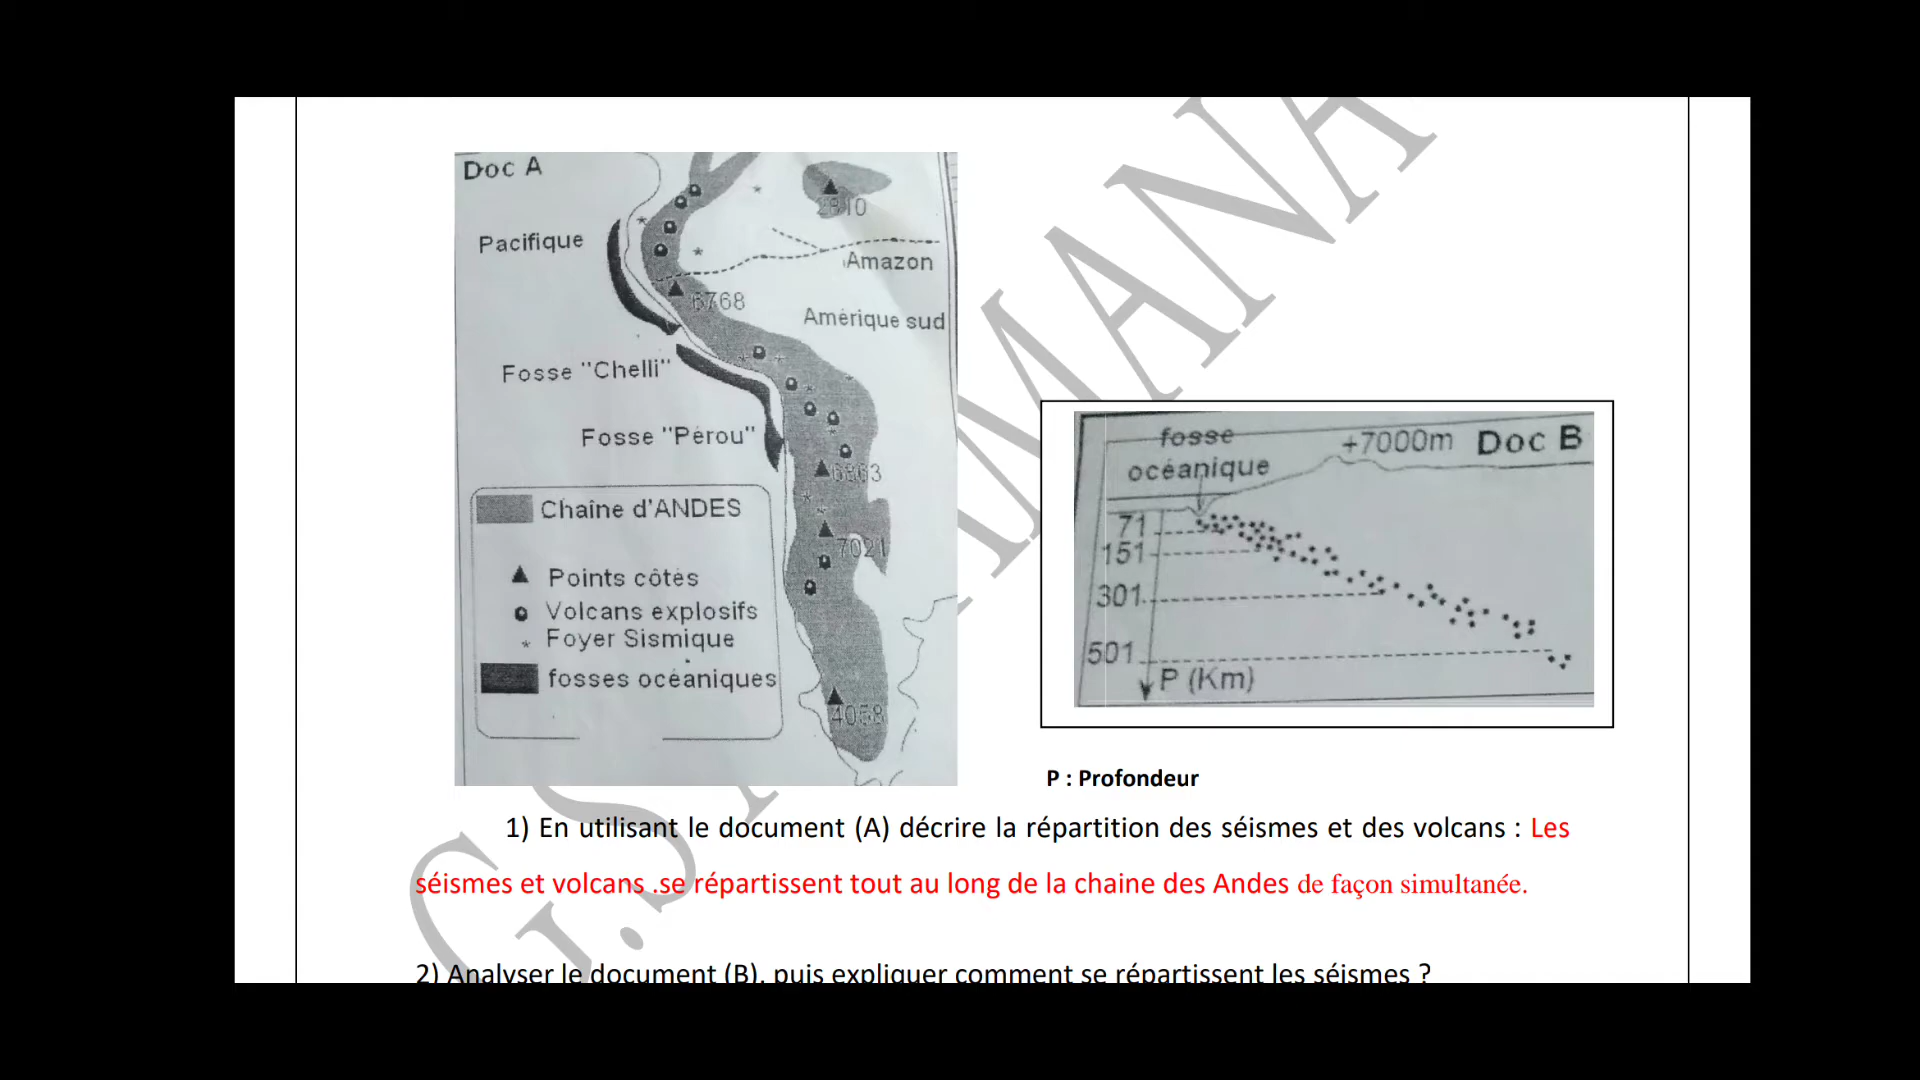 Doc A
2810
Pacifique
Amazon
6768
Amérique sud
Fosse "Chelli"
Fosse "Pérou"
6863
Chaîne d'ANDES
7021
Points côtés
Volcans explosifs
Foyer Sismique
fosses océaniques
4058
fosse
océanique
+7000m Doc B
71
151
301
501
P (Km)
P : Profondeur
1) En utilisant le document (A) décrire la répartition des séismes et des volcans : Les
séismes et volcans .se répartissent tout au long de la chaine des Andes de façon simultanée.
2) Analyser le document (B), puis expliquer comment se répartissent les séismes ?